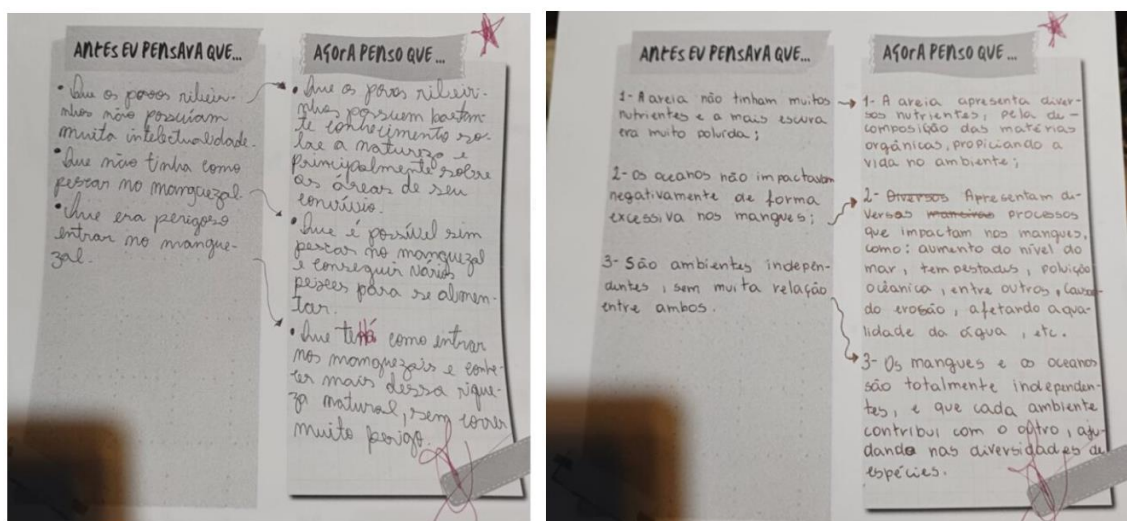 ANTES EU PENSAVA QUE...
• Que os povos ribeiri-
nhos não possuíam
muita intelectualidade.
• Que não tinha como
pescar no manguezal
• Que era perigoso
entrar no mangue-
zal.
AGORA PENSO QUE...
• Que os povos ribeiri-
nhos possuem bastan-
te conhecimento so-
bre a natureza e
principalmente sobre
as áreas de seu
convívio.
• Que é possível sim
pescar no manguezal
e conseguir vários
peixes para se alimen-
tar.
• Que há como entrar
nos manguezais e conhe-
cer mais dessa rique-
za natural, sem correr
muito perigo.
ANTES EU PENSAVA QUE...
1- A areia não tinham muitos
nutrientes e a mais escura
era muito poluída;
2- Os oceanos não impactavam
negativamente de forma
excessiva nos mangues;
3- São ambientes indepen-
dentes, sem muita relação
entre ambos.
AGORA PENSO QUE...
1- A areia apresenta diver-
sos nutrientes, pela de-
composição das matérias
orgânicas, propiciando a
vida no ambiente;
2- Diversos Apresentam di-
versas maneiras processos
que impactam nos mangues,
como: aumento do nível do
mar, tempestades, poluição
oceânica, entre outros, causan-
do erosão, afetando a qua-
lidade da água, etc.
3- Os mangues e os oceanos
são totalmente independen-
tes, e que cada ambiente
contribui com o outro, aju-
dando nas diversidades de
espécies.